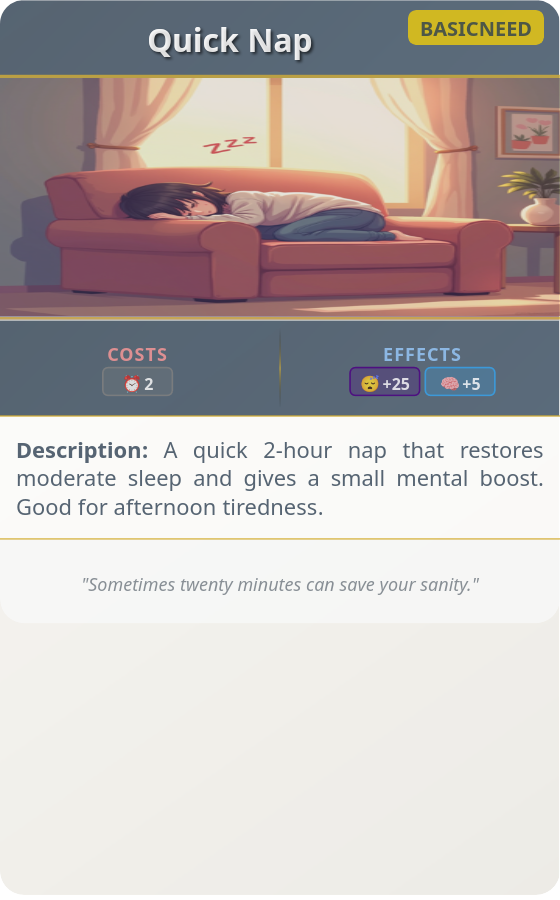 Quick Nap
BASICNEED
zzz
COSTS
⏰ 2
EFFECTS
😴 +25
🧠 +5
Description: A quick 2-hour nap that restores
moderate sleep and gives a small mental boost.
Good for afternoon tiredness.
"Sometimes twenty minutes can save your sanity."